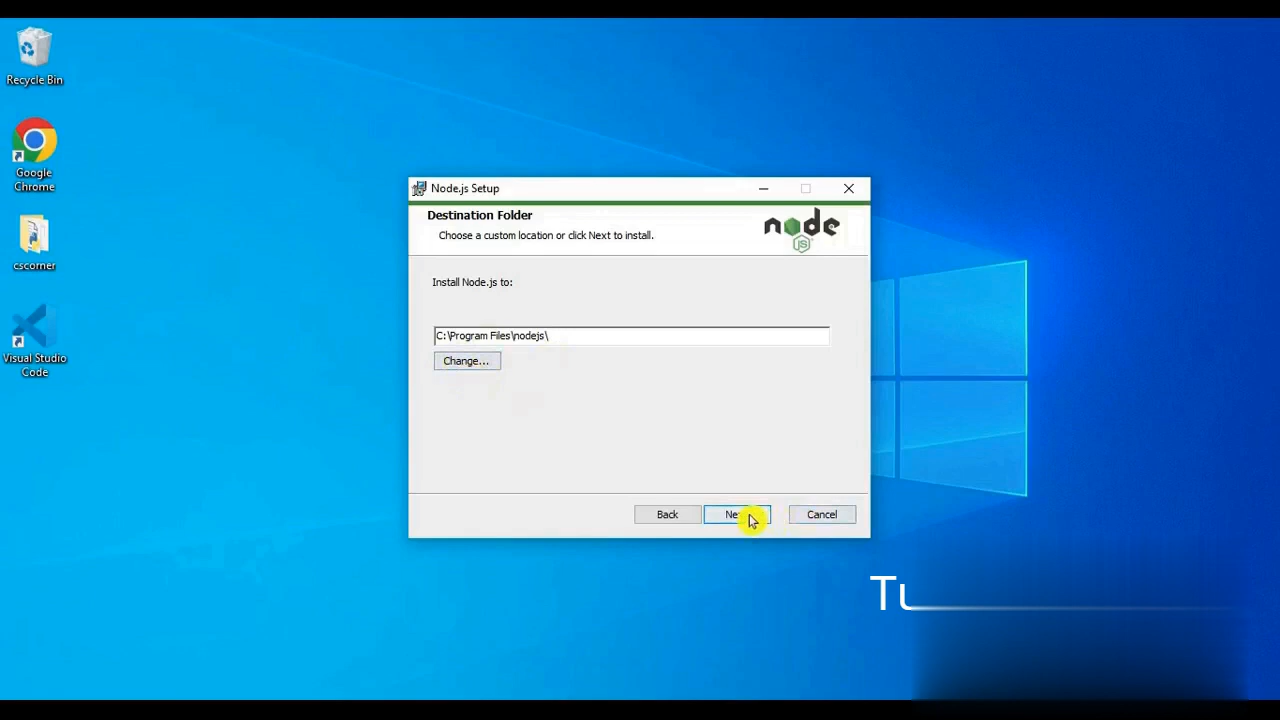 Recycle Bin
Google
Chrome
cscorner
Visual Studio
Code
Node.js Setup
Destination Folder
Choose a custom location or click Next to install.
node
JS
Install Node.js to:
C:\Program Files\nodejs\
Change...
Back
Cancel